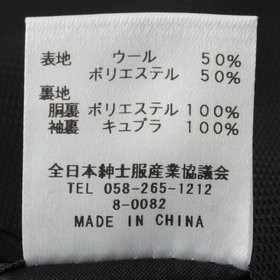 表地 ウール 50%
ポリエステル 50%
裏地
胴裏 ポリエステル 100%
袖裏 キュプラ 100%
全日本紳士服産業協議会
TEL 058-265-1212
8-0082
MADE IN CHINA